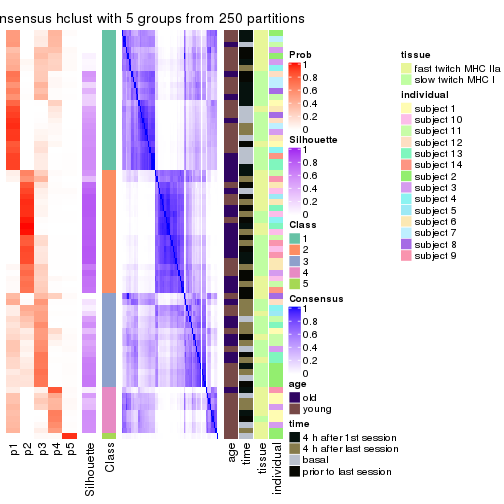 nsensus hclust with 5 groups from 250 partitions
Prob
1
0.8
0.6
0.4
0.2
0
Silhouette
1
0.8
0.6
0.4
0.2
0
Class
1
2
3
4
5
Consensus
1
0.8
0.6
0.4
0.2
0
age
old
young
time
4 h after 1st session
4 h after last session
basal
prior to last session
tissue
fast twitch MHC IIa
slow twitch MHC I
individual
subject 1
subject 10
subject 11
subject 12
subject 13
subject 14
subject 2
subject 3
subject 4
subject 5
subject 6
subject 7
subject 8
subject 9
p1
p2
p3
p4
p5
Silhouette
Class
age
time
tissue
individual